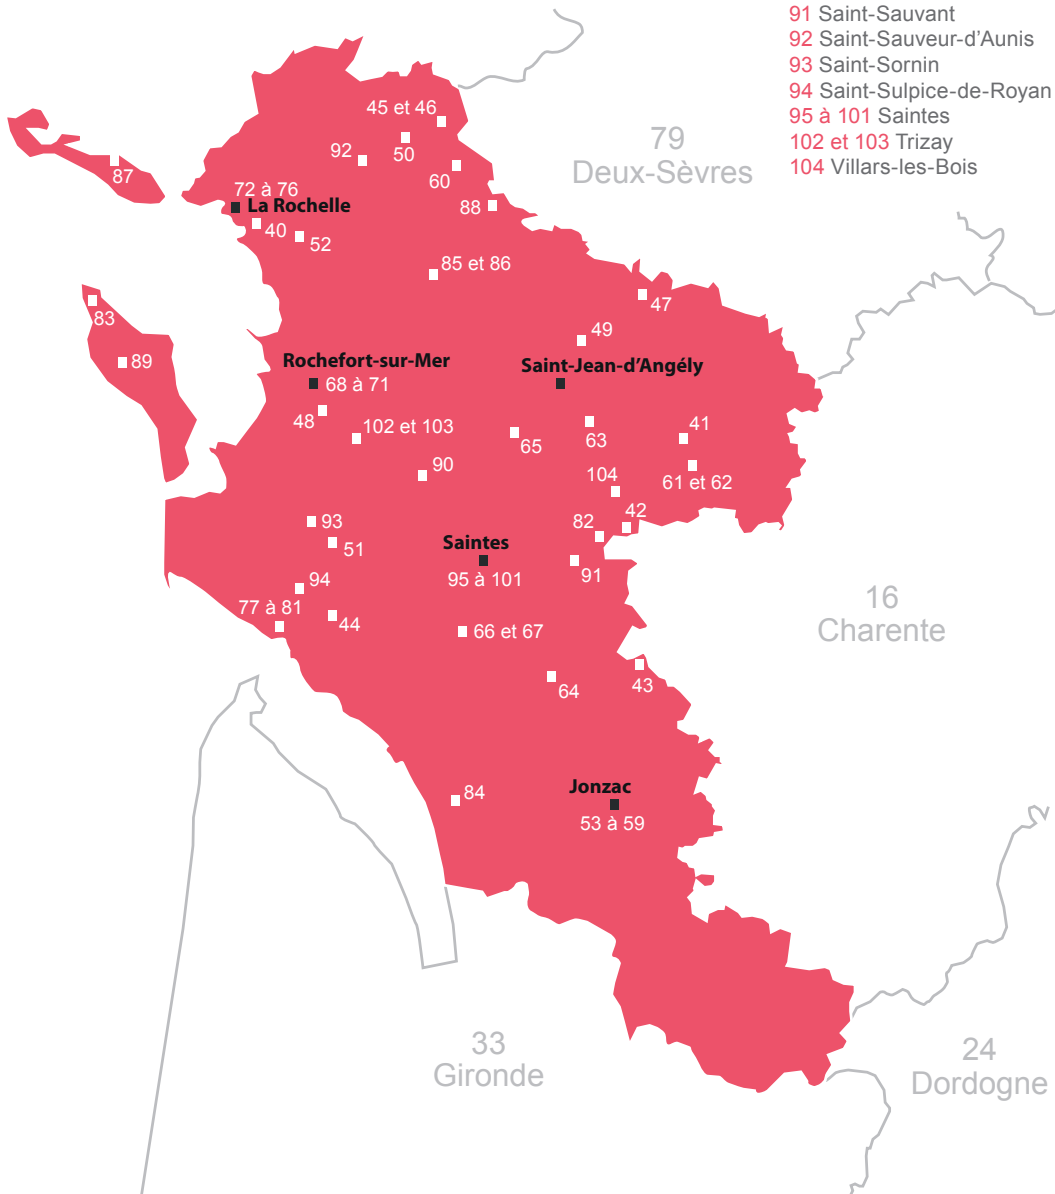 91 Saint-Sauvant
92 Saint-Sauveur-d'Aunis
93 Saint-Sornin
94 Saint-Sulpice-de-Royan
95 à 101 Saintes
102 et 103 Trizay
104 Villars-les-Bois
45 et 46
50
92
79
Deux-Sèvres
60
87
72 à 76
La Rochelle
88
40
52
85 et 86
47
83
49
89
Rochefort-sur-Mer
68 à 71
Saint-Jean-d'Angély
48
102 et 103
65
63
41
90
104
61 et 62
93
42
82
51
Saintes
95 à 101
91
94
16
Charente
77 à 81
44
66 et 67
64
43
84
Jonzac
53 à 59
33
Gironde
24
Dordogne